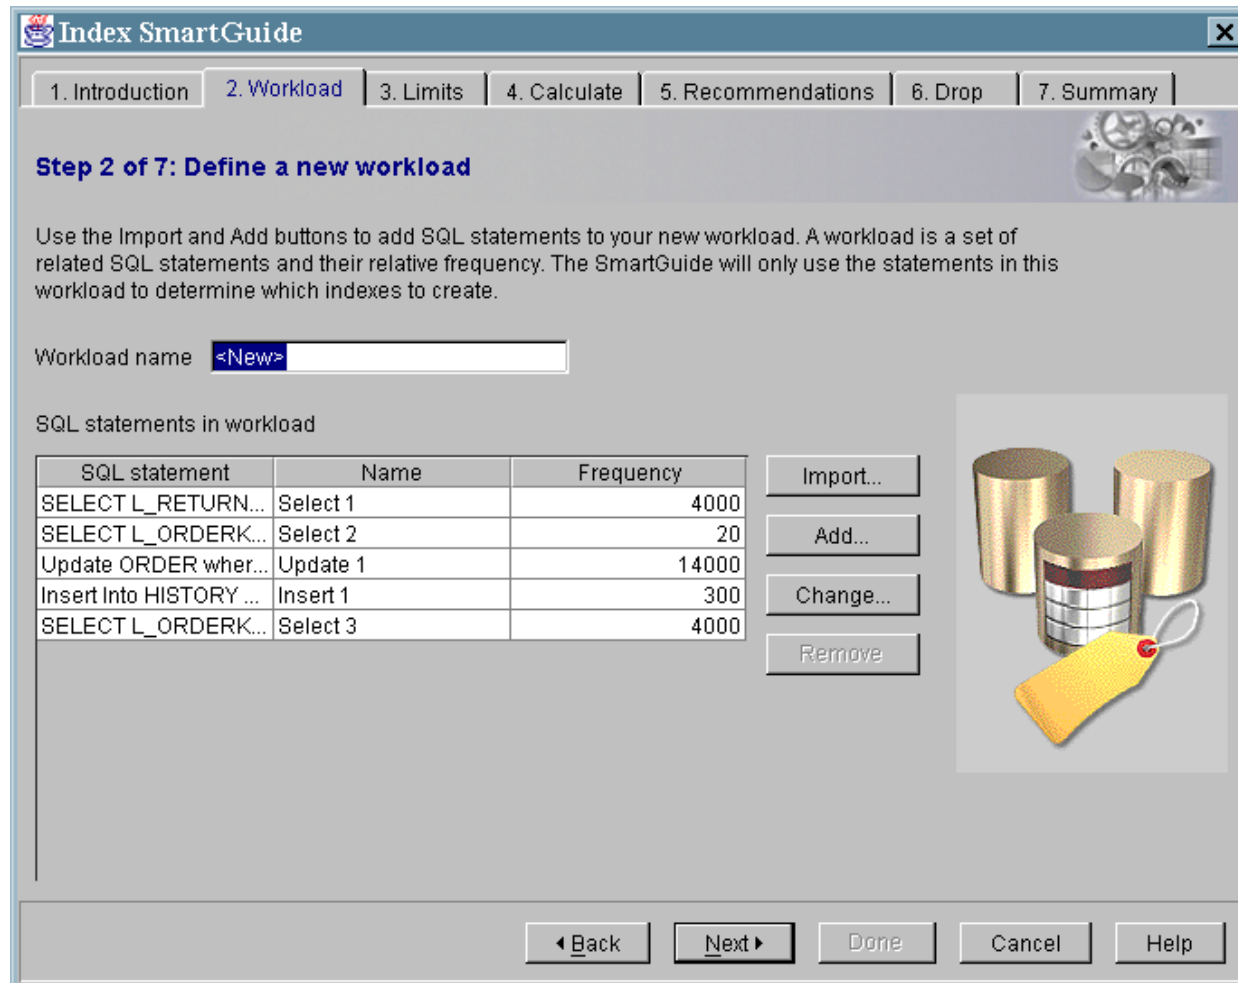 Index SmartGuide
1. Introduction 2. Workload 3. Limits 4. Calculate 5. Recommendations 6. Drop 7. Summary
Step 2 of 7: Define a new workload
Use the Import and Add buttons to add SQL statements to your new workload. A workload is a set of
related SQL statements and their relative frequency. The SmartGuide will only use the statements in this
workload to determine which indexes to create.
Workload name <New>
SQL statements in workload
SQL statement Name Frequency
SELECT L_RETURN... Select 1 4000
SELECT L_ORDERK... Select 2 20
Update ORDER wher... Update 1 14000
Insert Into HISTORY ... Insert 1 300
SELECT L_ORDERK... Select 3 4000
Import...
Add...
Change...
Remove
Back Next Done Cancel Help